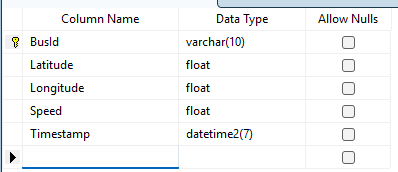 Column Name Data Type Allow Nulls
BusId varchar(10)
Latitude float
Longitude float
Speed float
Timestamp datetime2(7)